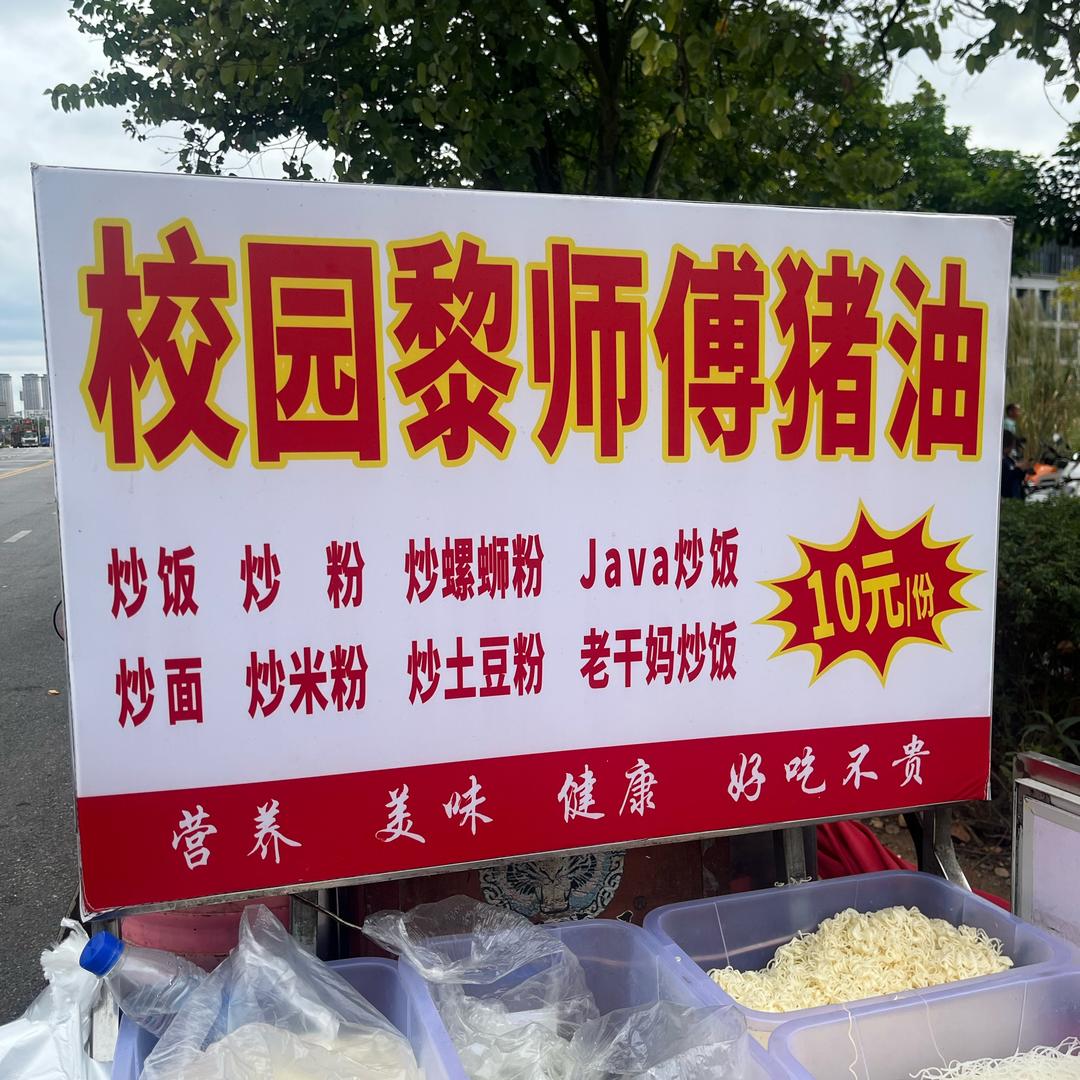 校园黎师傅猪油
炒饭 炒 粉 炒螺蛳粉 Java炒饭
炒面 炒米粉 炒土豆粉 老干妈炒饭
10元/份
营养 美味 健康 好吃不贵